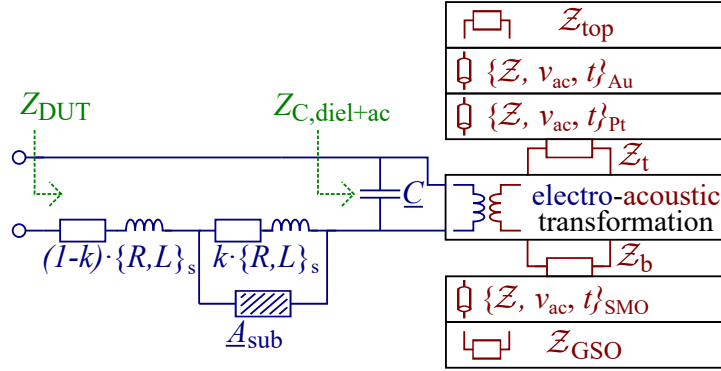 𝒵top
{𝒵, vac, t}Au
{𝒵, vac, t}Pt
ZDUT
ZC,diel+ac
𝒵t
C
electro-acoustic
transformation
(1-k)·{R,L}s
k·{R,L}s
𝒵b
Asub
{𝒵, vac, t}SMO
𝒵GSO